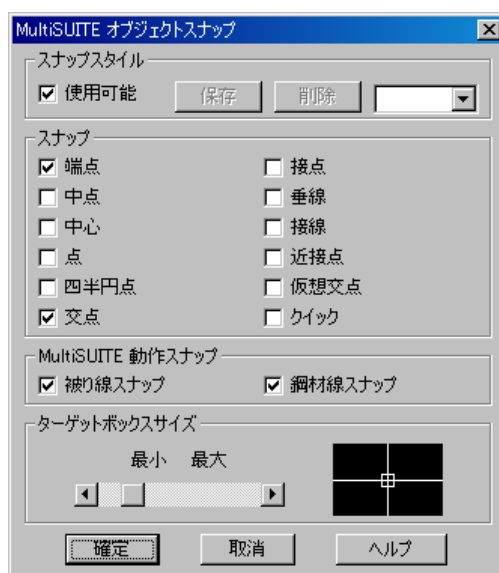 MultiSUITE オブジェクトスナップ
スナップスタイル
使用可能 保存 削除
スナップ
端点 接点
中点 垂線
中心 接線
点 近接点
四半円点 仮想交点
交点 クイック
MultiSUITE 動作スナップ
被り線スナップ 鋼材線スナップ
ターゲットボックスサイズ
最小 最大
確定 取消 ヘルプ